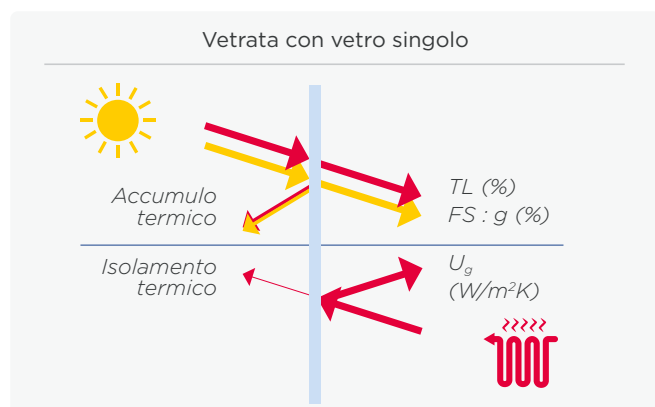 Vetrata con vetro singolo
Accumulo
termico
TL (%)
FS : g (%)
Isolamento
termico
Ug
(W/m²K)